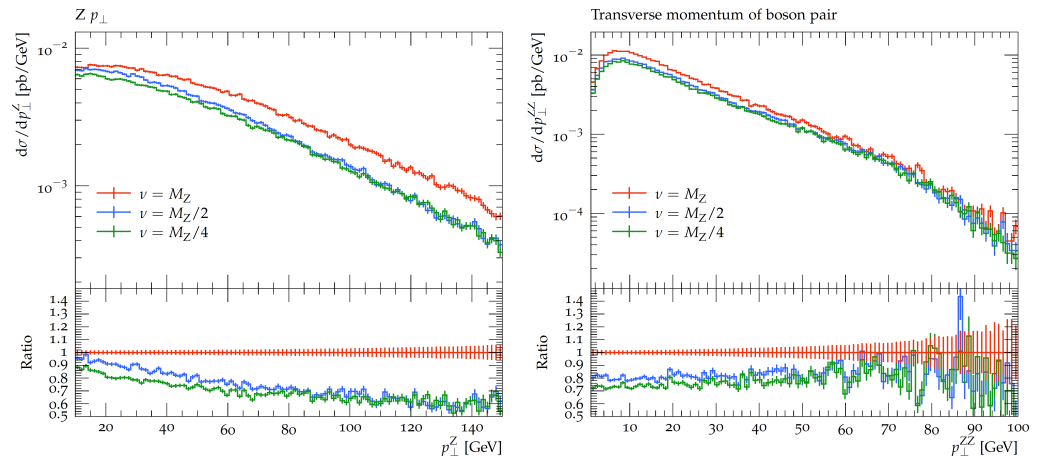 Z p⊥
dσ/dp⊥^Z [pb/GeV]
10⁻²
10⁻³
ν = M_Z
ν = M_Z/2
ν = M_Z/4
Ratio
1.4
1.3
1.2
1.1
1
0.9
0.8
0.7
0.6
0.5
20 40 60 80 100 120 140
p⊥^Z [GeV]
Transverse momentum of boson pair
dσ/dp⊥^ZZ [pb/GeV]
10⁻²
10⁻³
10⁻⁴
ν = M_Z
ν = M_Z/2
ν = M_Z/4
Ratio
1.4
1.3
1.2
1.1
1
0.9
0.8
0.7
0.6
0.5
10 20 30 40 50 60 70 80 90 100
p⊥^ZZ [GeV]